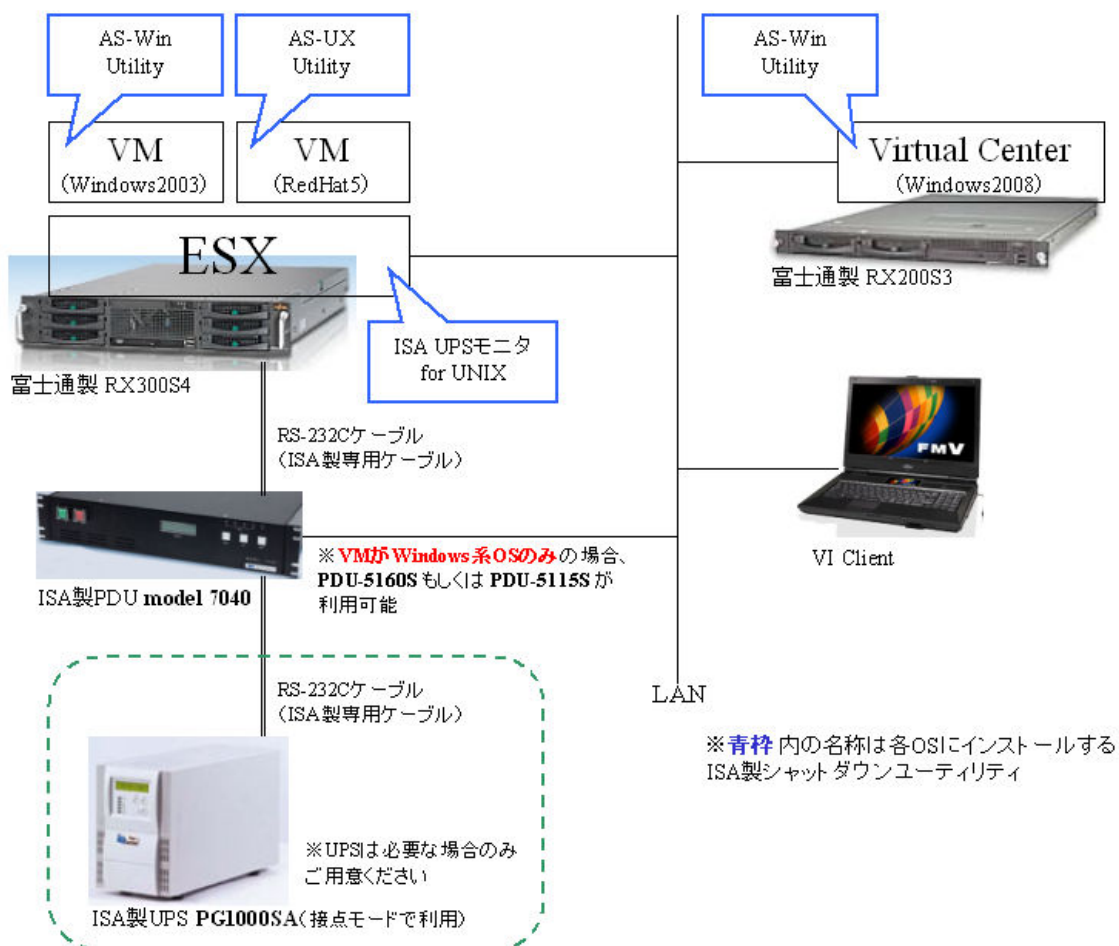 AS-Win
Utility
AS-UX
Utility
AS-Win
Utility
VM
(Windows2003)
VM
(RedHat5)
Virtual Center
(Windows2008)
ESX
富士通製 RX200S3
ISA UPSモニタ
for UNIX
富士通製 RX300S4
RS-232Cケーブル
(ISA製専用ケーブル)
FMV
VI Client
※VMがWindows系OSのみの場合、
PDU-5160Sもしくは PDU-5115Sが
利用可能
ISA製PDU model 7040
RS-232Cケーブル
(ISA製専用ケーブル)
LAN
※青枠内の名称は各OSにインストールする
ISA製シャットダウンユーティリティ
※UPSは必要な場合のみ
ご用意ください
ISA製UPS PG1000SA(接点モードで利用)